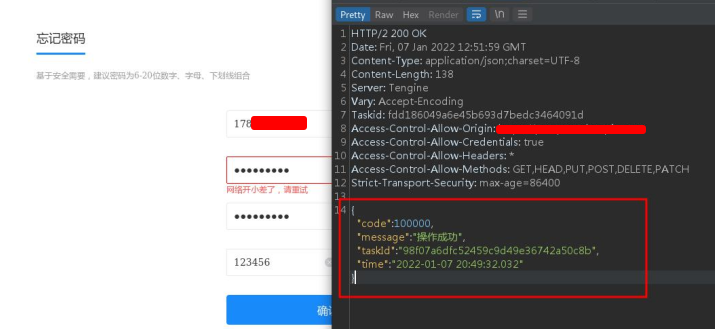 忘记密码
基于安全需要，建议密码为6-20位数字、字母、下划线组合
178
●●●●●●●●●
网络开小差了，请重试
●●●●●●●●●
123456
Pretty Raw Hex Render \n
1 HTTP/2 200 OK
2 Date: Fri, 07 Jan 2022 12:51:59 GMT
3 Content-Type: application/json;charset=UTF-8
4 Content-Length: 138
5 Server: Tengine
6 Vary: Accept-Encoding
7 Taskid: fdd186049a6e45b693d7bedc3464091d
8 Access-Control-Allow-Origin:
9 Access-Control-Allow-Credentials: true
10 Access-Control-Allow-Headers: *
11 Access-Control-Allow-Methods: GET,HEAD,PUT,POST,DELETE,PATCH
12 Strict-Transport-Security: max-age=86400
13
14 {
"code":100000,
"message":"操作成功",
"taskId":"98f07a6dfc52459c9d49e36742a50c8b",
"time":"2022-01-07 20:49:32.032"
}